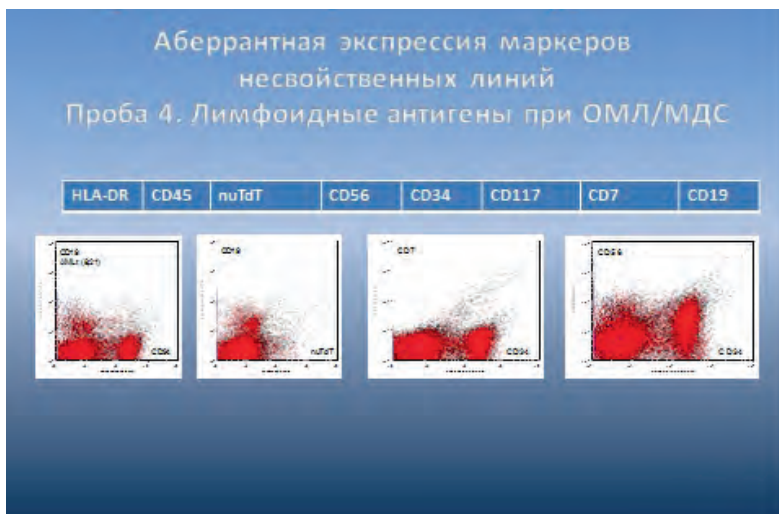 Аберрантная экспрессия маркеров
несвойственных линий
Проба 4. Лимфоидные антигены при ОМЛ/МДС
HLA-DR CD45 nuTdT CD56 CD34 CD117 CD7 CD19
CD19 CD19 CD7 CD56
CD34 nuTdT CD34 CD34